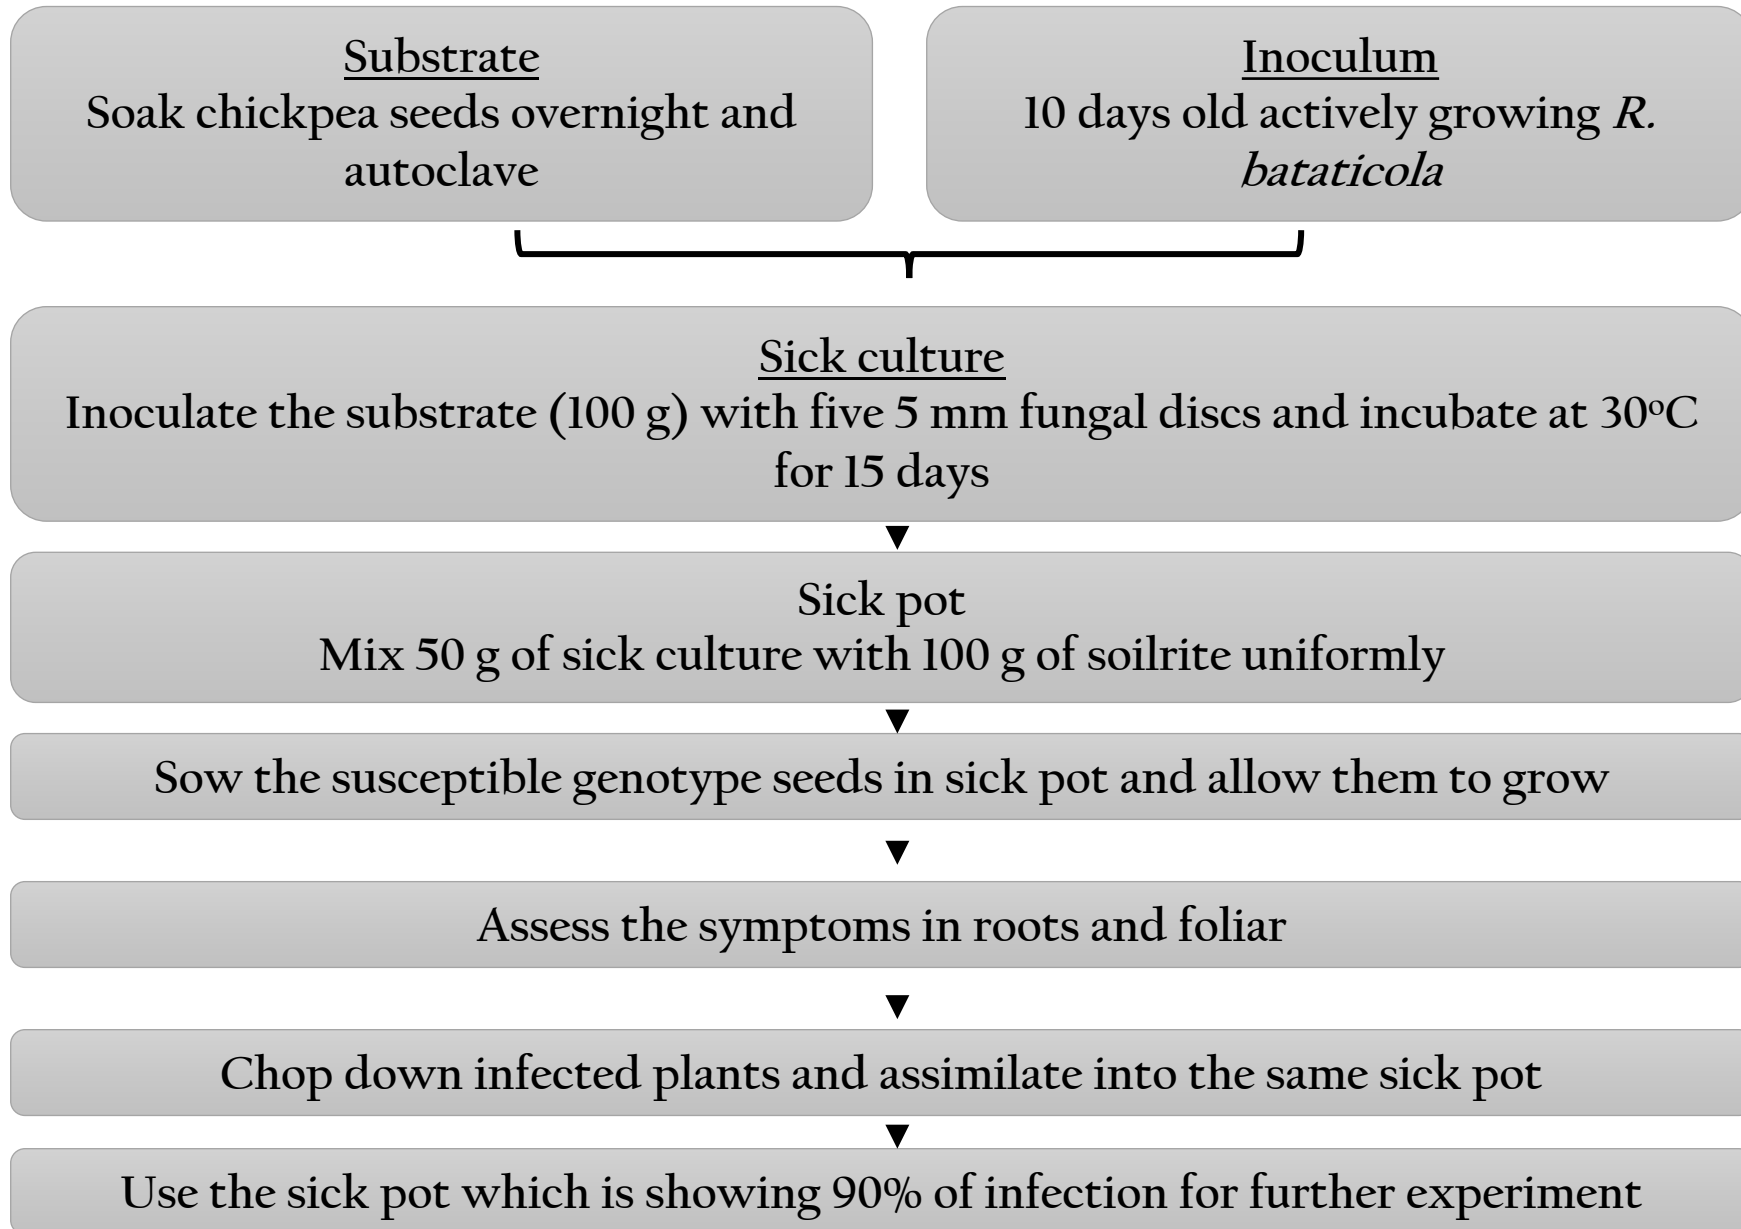 Substrate
Soak chickpea seeds overnight and
autoclave
Inoculum
10 days old actively growing R.
bataticola
Sick culture
Inoculate the substrate (100 g) with five 5 mm fungal discs and incubate at 30ºC
for 15 days
Sick pot
Mix 50 g of sick culture with 100 g of soilrite uniformly
Sow the susceptible genotype seeds in sick pot and allow them to grow
Assess the symptoms in roots and foliar
Chop down infected plants and assimilate into the same sick pot
Use the sick pot which is showing 90% of infection for further experiment